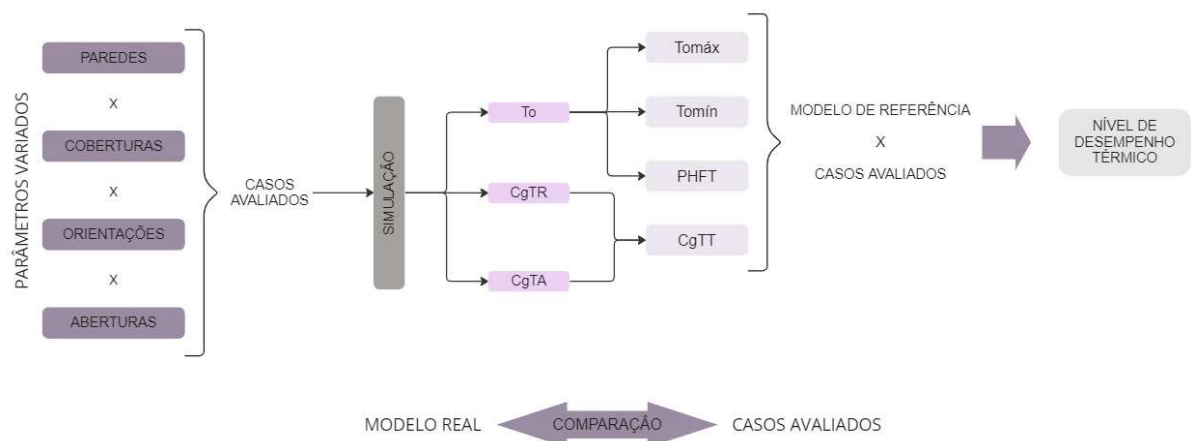 PARÂMETROS VARIADOS
PAREDES
X
COBERTURAS
X
ORIENTAÇÕES
X
ABERTURAS
CASOS
AVALIADOS
SIMULAÇÃO
To
CgTR
CgTA
Tomáx
Tomín
PHFT
CgTT
MODELO DE REFERÊNCIA
X
CASOS AVALIADOS
NÍVEL DE
DESEMPENHO
TÉRMICO
MODELO REAL
COMPARAÇÃO
CASOS AVALIADOS